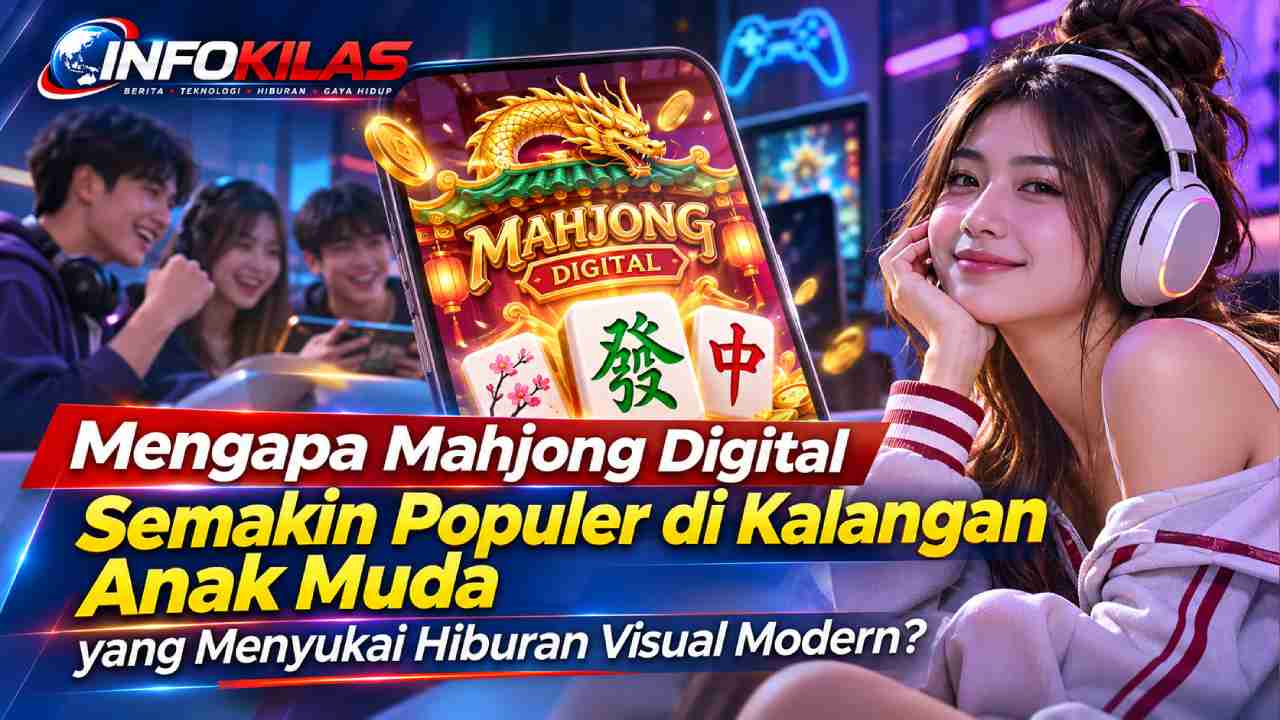 INFOKILAS
BERITA • TEKNOLOGI • HIBURAN • GAYA HIDUP
MAHJONG
DIGITAL
發 中
Mengapa Mahjong Digital
Semakin Populer di Kalangan
Anak Muda
yang Menyukai Hiburan Visual Modern?